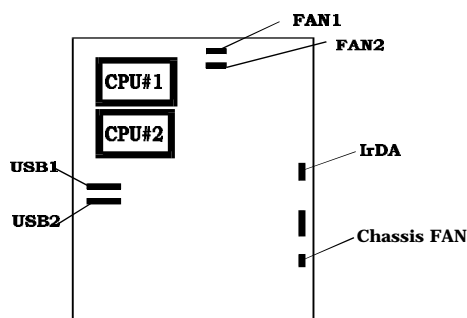 FAN1
FAN2
CPU#1
CPU#2
IrDA
USB1
USB2
Chassis FAN